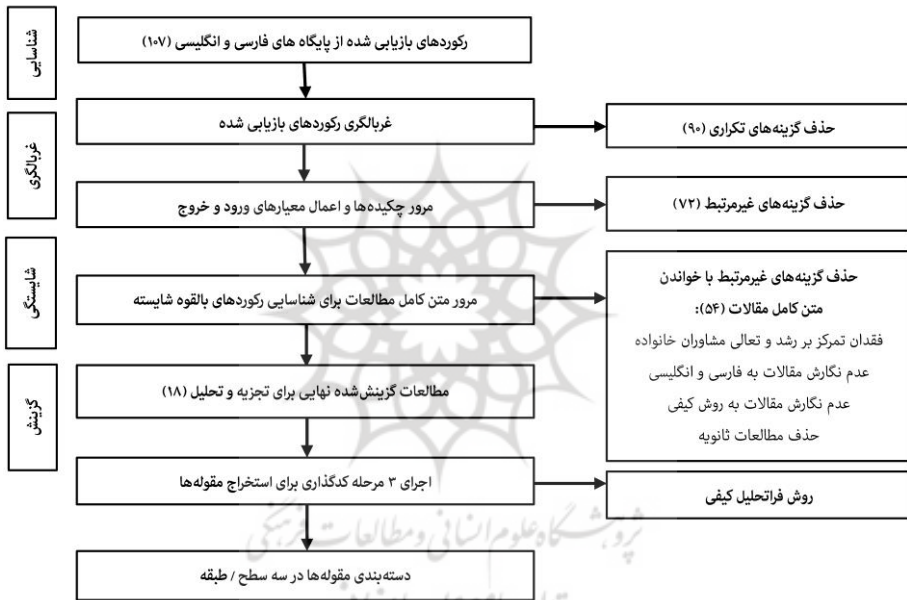 شناسایی
رکوردهای بازیابی شده از پایگاه های فارسی و انگلیسی (۱۰۷)
غربالگری
غربالگری رکوردهای بازیابی شده
حذف گزینه‌های تکراری (۹۰)
مرور چکیده‌ها و اعمال معیارهای ورود و خروج
حذف گزینه‌های غیرمرتبط (۷۲)
شایستگی
مرور متن کامل مطالعات برای شناسایی رکوردهای بالقوه شایسته
حذف گزینه‌های غیرمرتبط با خواندن
متن کامل مقالات (۵۴):
فقدان تمرکز بر رشد و تعالی مشاوران خانواده
عدم نگارش مقالات به فارسی و انگلیسی
عدم نگارش مقالات به روش کیفی
حذف مطالعات ثانویه
گزینش
مطالعات گزینش‌شده نهایی برای تجزیه و تحلیل (۱۸)
اجرای ۳ مرحله کدگذاری برای استخراج مقوله‌ها
روش فراتحلیل کیفی
پژوهشگاه علوم انسانی و مطالعات فرهنگی
دسته‌بندی مقوله‌ها در سه سطح / طبقه